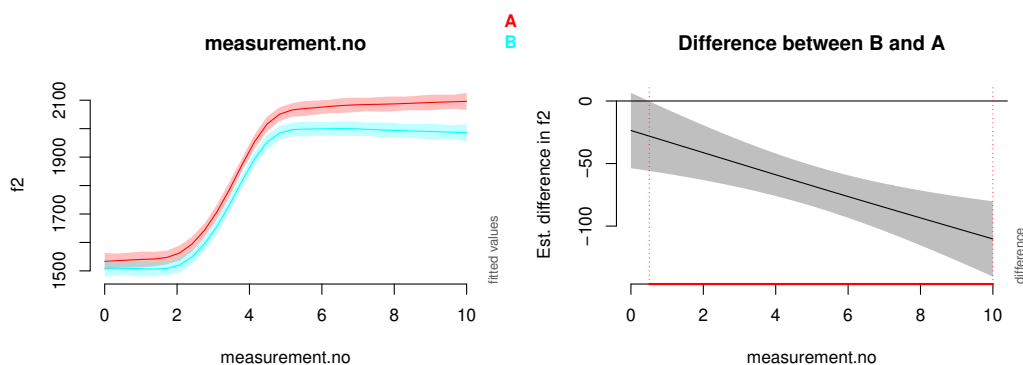 A
B
measurement.no
2100
1900
1700
1500
f2
0 2 4 6 8 10
measurement.no
fitted values
Difference between B and A
0
−50
−100
Est. difference in f2
0 2 4 6 8 10
measurement.no
difference